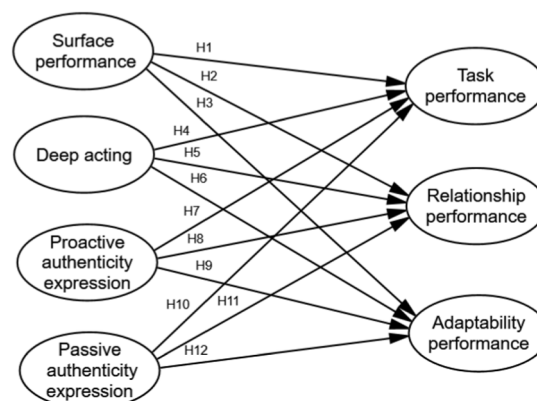 Surface
performance
Deep acting
Proactive
authenticity
expression
Passive
authenticity
expression
H1
H2
H3
H4
H5
H6
H7
H8
H9
H10
H11
H12
Task
performance
Relationship
performance
Adaptability
performance